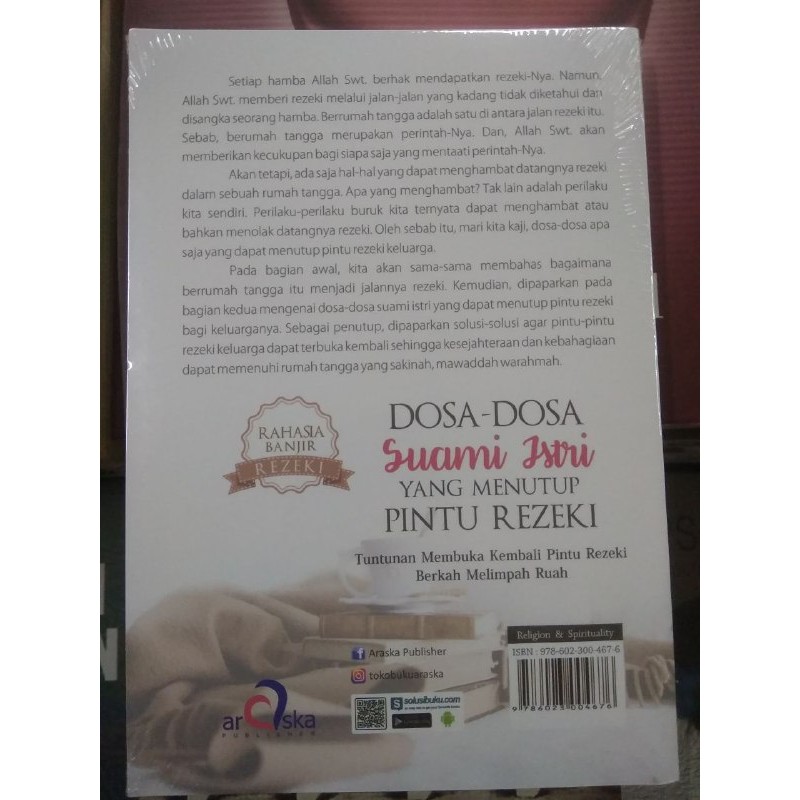 Setiap hamba Allah Swt. berhak mendapatkan rezeki-Nya. Namun,
Allah Swt. memberi rezeki melalui jalan-jalan yang kadang tidak diketahui dan
disangka seorang hamba. Berrumah tangga adalah satu di antara jalan rezeki itu.
Sebab, berumah tangga merupakan perintah-Nya. Dan, Allah Swt. akan
memberikan kecukupan bagi siapa saja yang mentaati perintah-Nya.
Akan tetapi, ada saja hal-hal yang dapat menghambat datangnya rezeki
dalam sebuah rumah tangga. Apa yang menghambat? Tak lain adalah perilaku
kita sendiri. Perilaku-perilaku buruk kita ternyata dapat menghambat atau
bahkan menolak datangnya rezeki. Oleh sebab itu, mari kita kaji, dosa-dosa apa
saja yang dapat menutup pintu rezeki keluarga.
Pada bagian awal, kita akan sama-sama membahas bagaimana
berrumah tangga itu menjadi jalannya rezeki. Kemudian, dipaparkan pada
bagian kedua mengenai dosa-dosa suami istri yang dapat menutup pintu rezeki
bagi keluarganya. Sebagai penutup, dipaparkan solusi-solusi agar pintu-pintu
rezeki keluarga dapat terbuka kembali sehingga kesejahteraan dan kebahagiaan
dapat memenuhi rumah tangga yang sakinah, mawaddah warahmah.
RAHASIA
BANJIR
REZEKI
DOSA-DOSA
Suami Istri
YANG MENUTUP
PINTU REZEKI
Tuntunan Membuka Kembali Pintu Rezeki
Berkah Melimpah Ruah
Religion & Spirituality
ISBN : 978-602-300-467-6
9 786023 004676
Araska Publisher
tokobukuaraska
solusibuku.com
araska
PUBLISHER